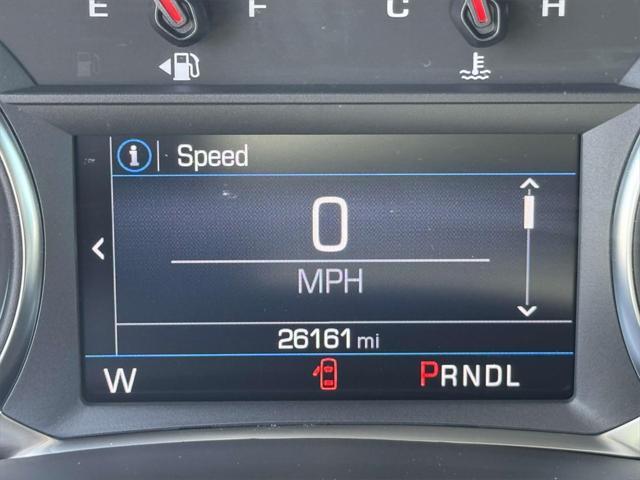 E F C H
Speed
0
MPH
26161 mi
W PRNDL